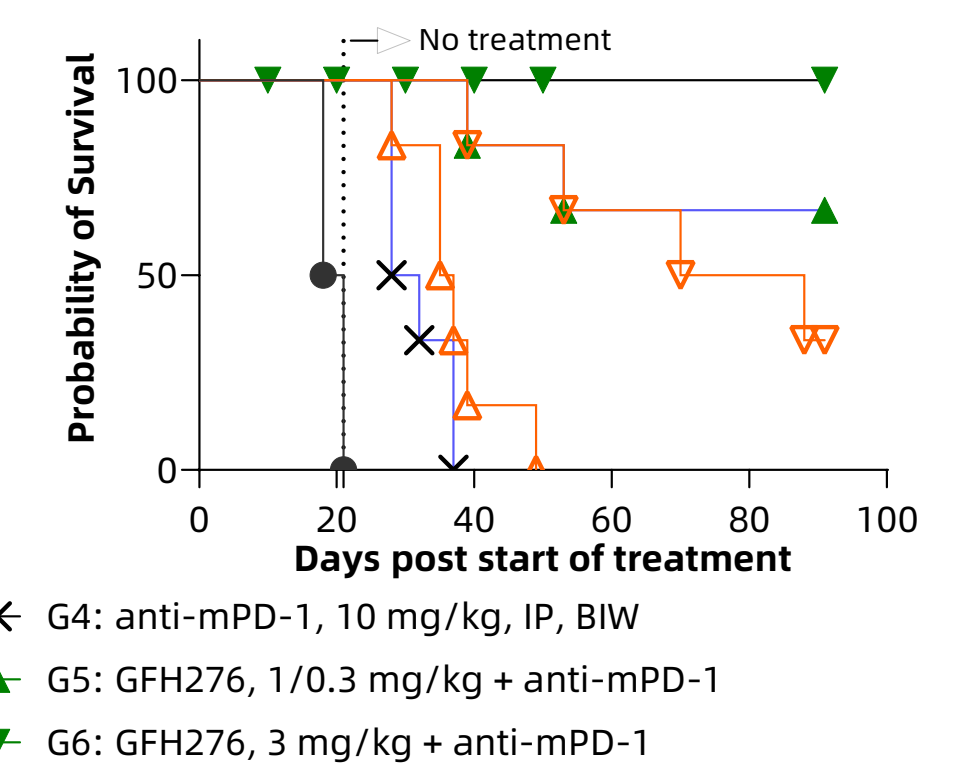 No treatment
Probability of Survival
100
50
0
0 20 40 60 80 100
Days post start of treatment
G4: anti-mPD-1, 10 mg/kg, IP, BIW
G5: GFH276, 1/0.3 mg/kg + anti-mPD-1
G6: GFH276, 3 mg/kg + anti-mPD-1